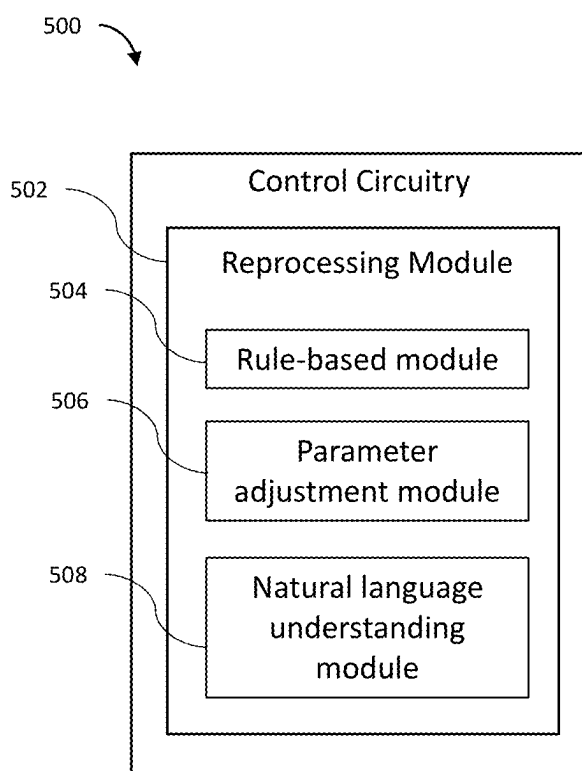 500
Control Circuitry
502
Reprocessing Module
504
Rule-based module
506
Parameter
adjustment module
508
Natural language
understanding
module